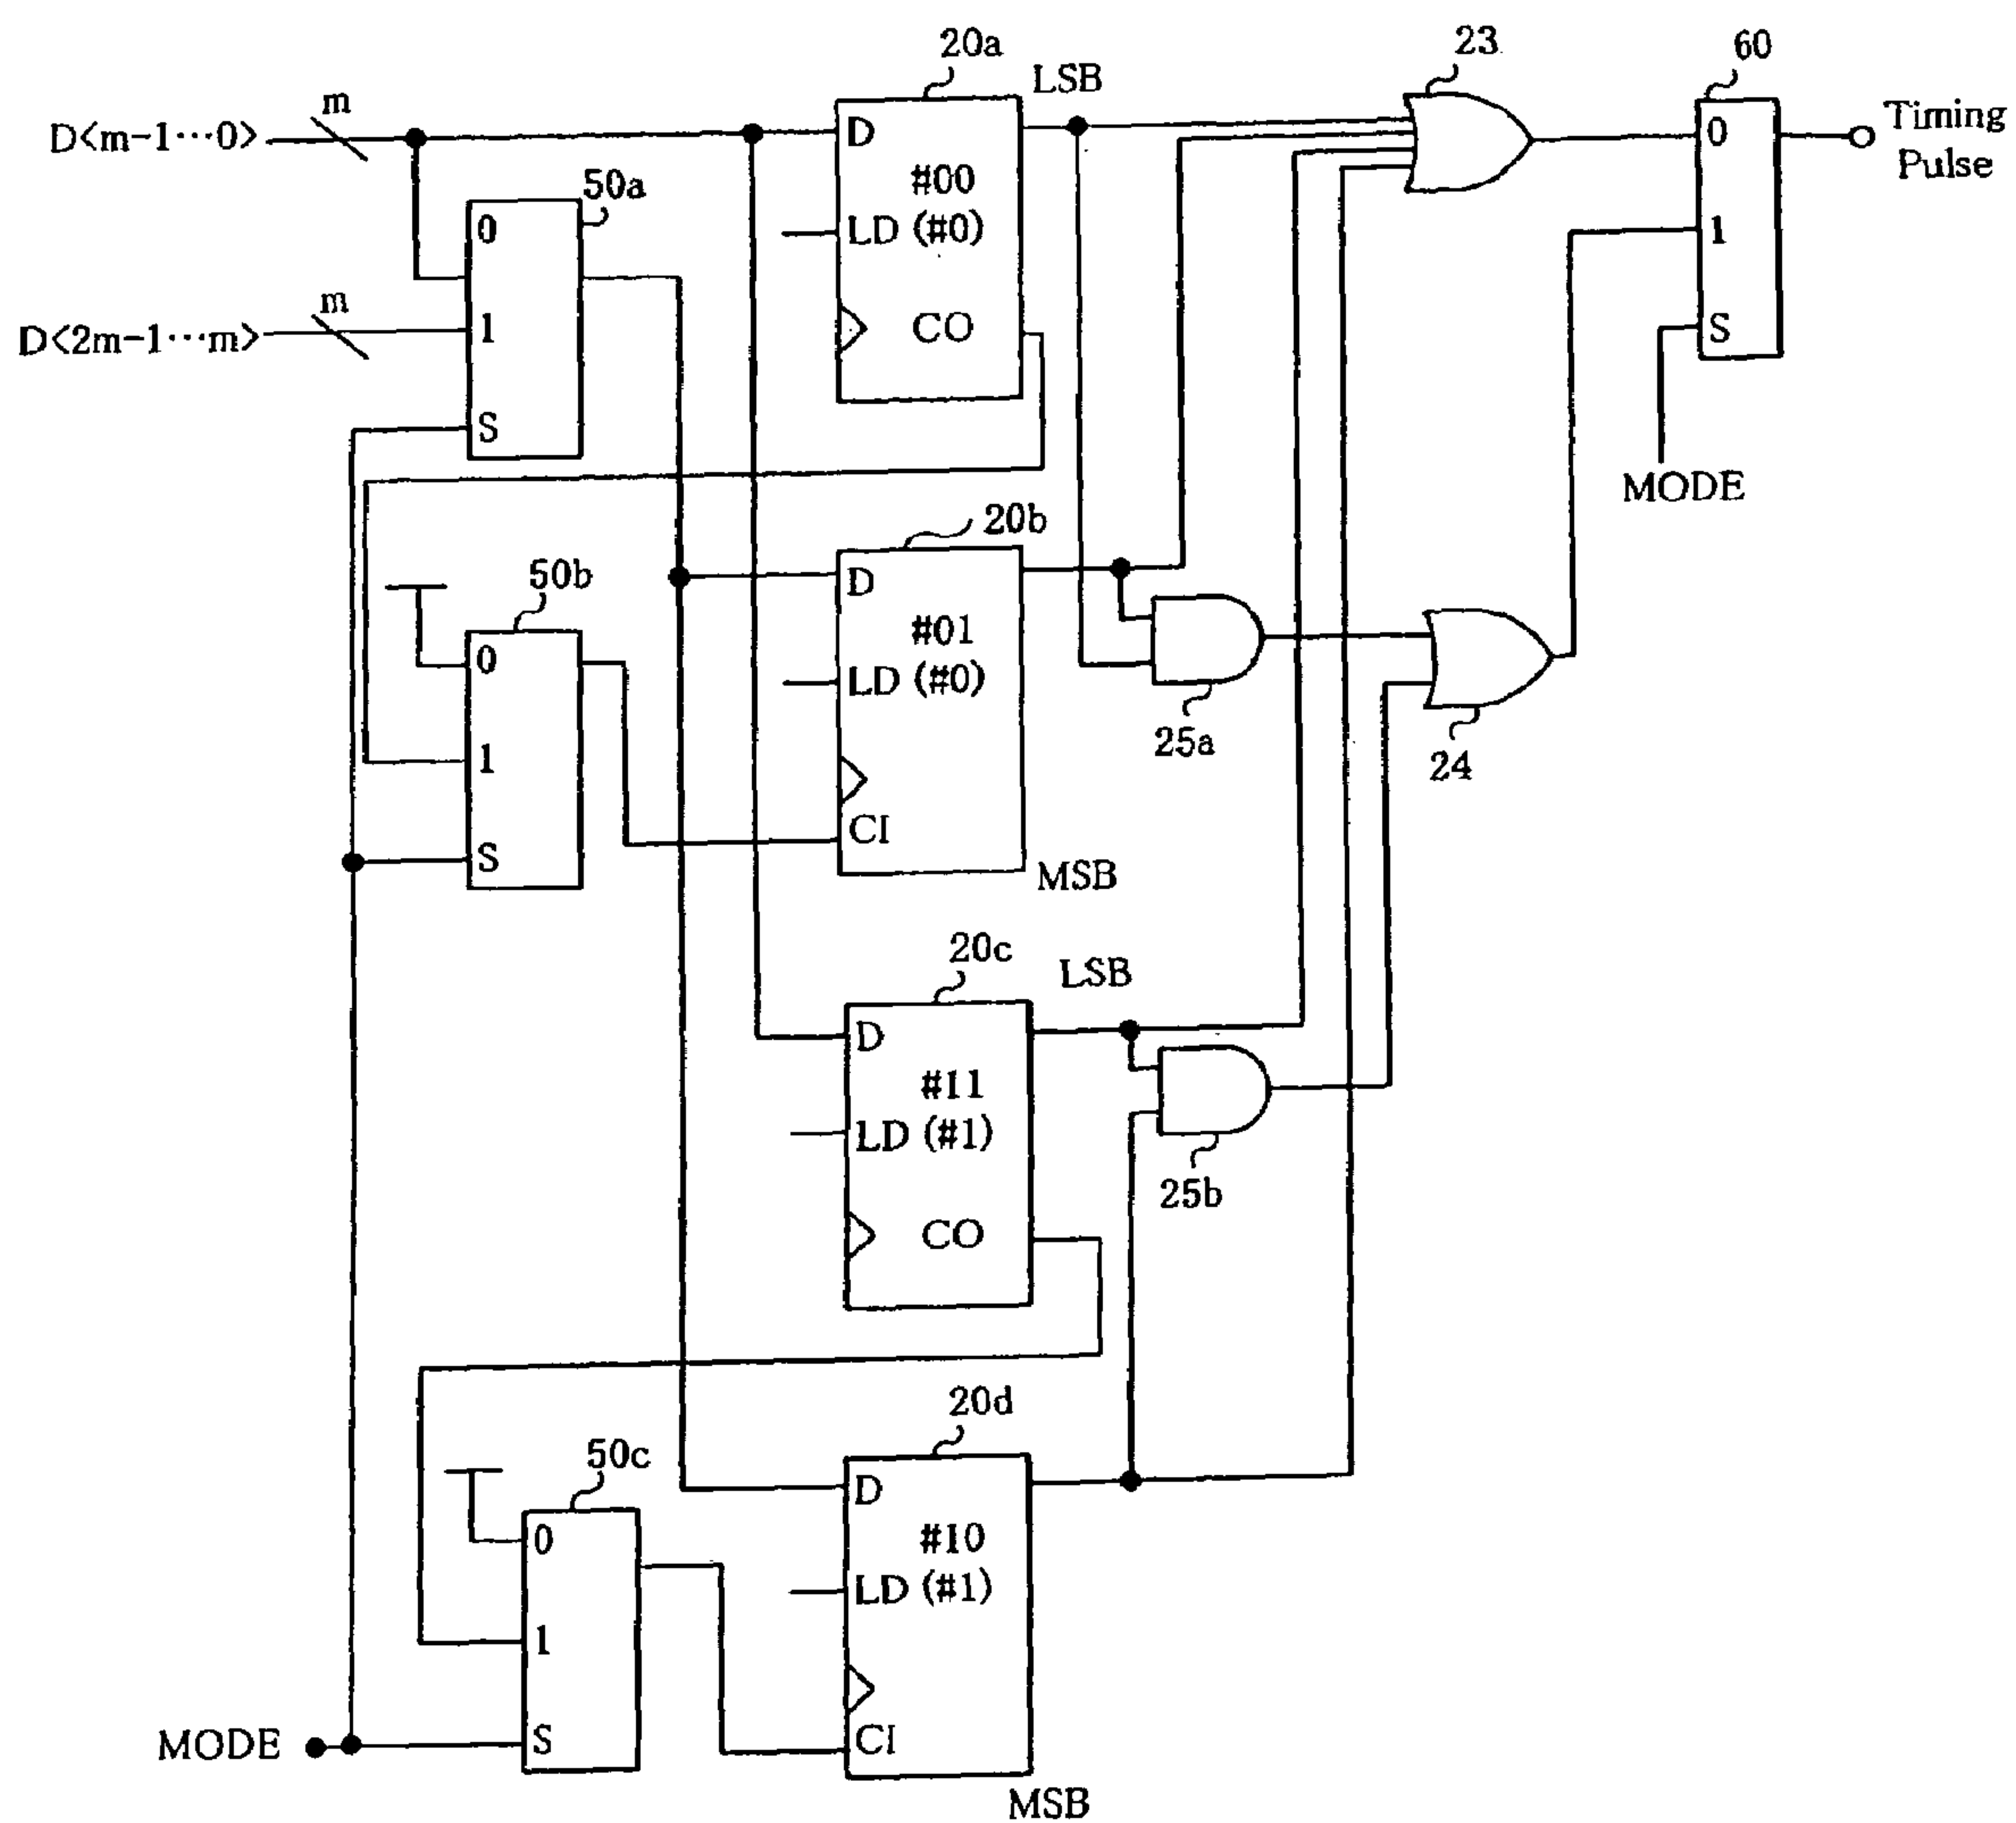 D<m-1⋯0>
m
D<2m-1⋯m>
m
50a
0
1
S
20a
LSB
D
#00
LD (#0)
CO
23
60
0
1
S
Timing
Pulse
MODE
50b
0
1
S
20b
D
#01
LD (#0)
CI
MSB
25a
24
20c
LSB
D
#11
LD (#1)
CO
25b
50c
0
1
S
20d
D
#10
LD (#1)
CI
MSB
MODE